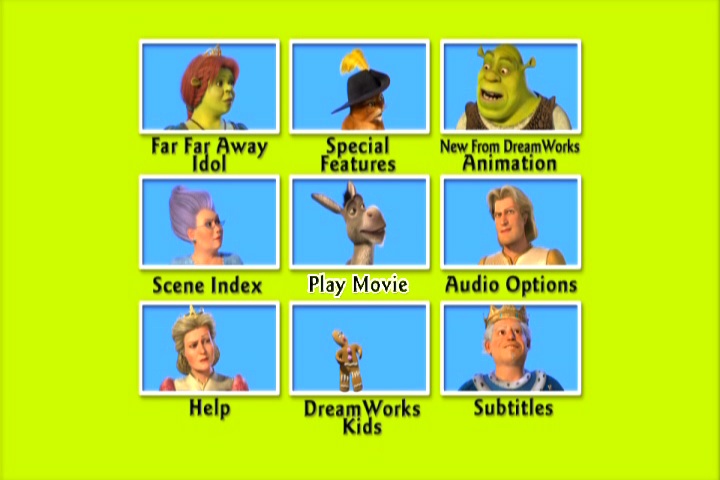 Far Far Away
Idol
Special
Features
New From DreamWorks
Animation
Scene Index
Play Movie
Audio Options
Help
DreamWorks
Kids
Subtitles